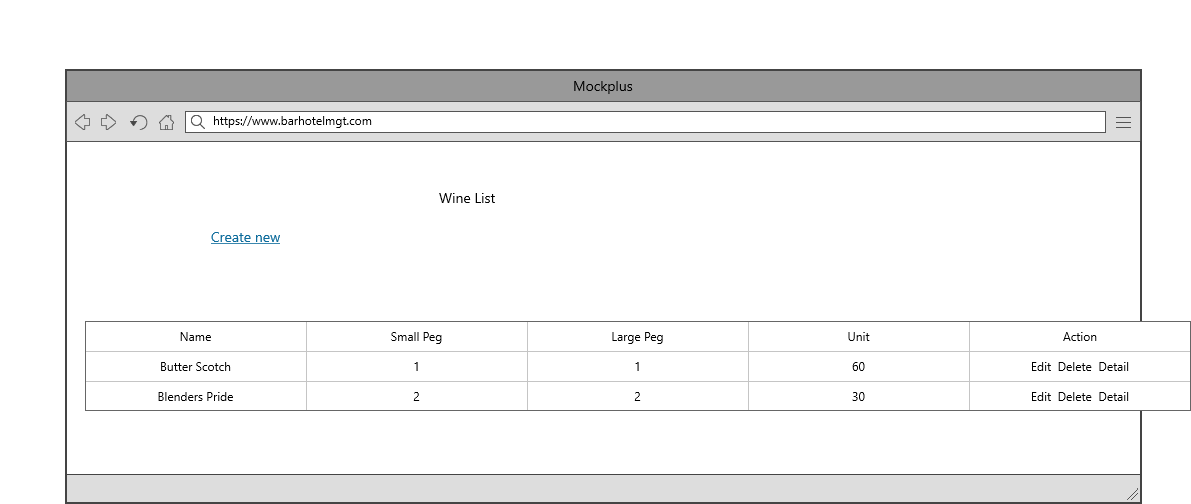 Mockplus
https://www.barhotelmgt.com
Wine List
Create new
Name Small Peg Large Peg Unit Action
Butter Scotch 1 1 60 Edit Delete Detail
Blenders Pride 2 2 30 Edit Delete Detail